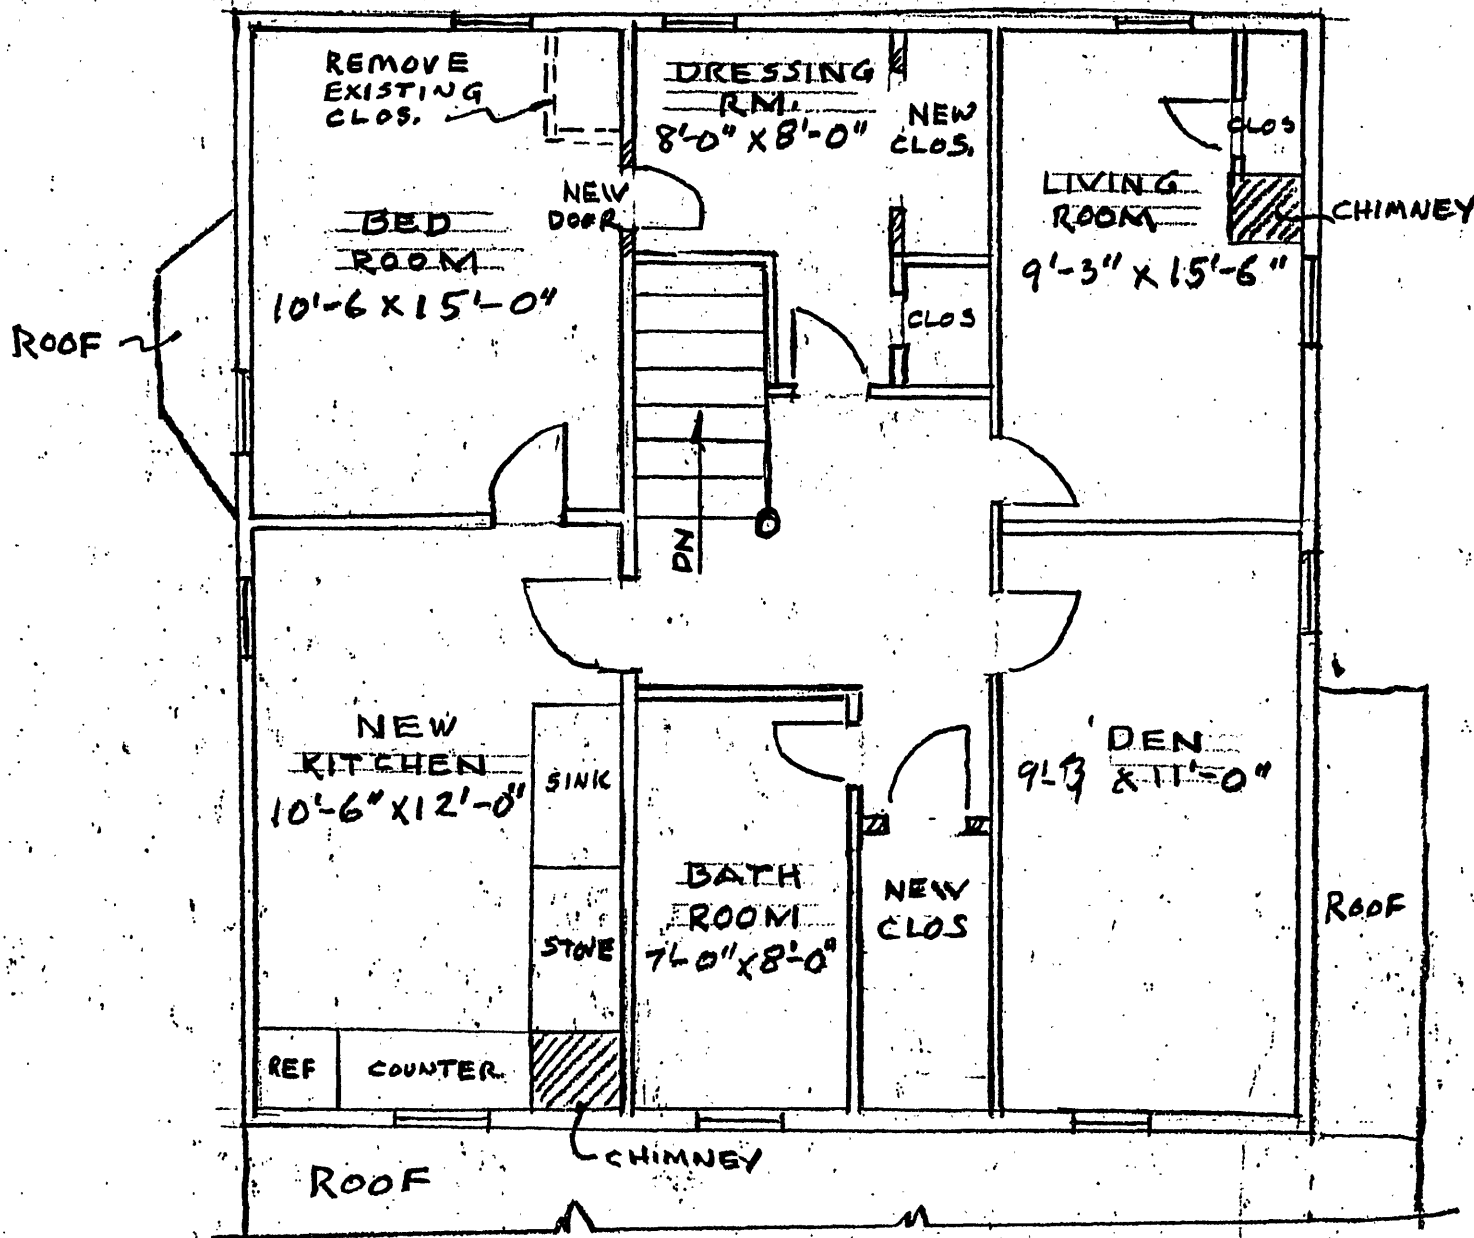 REMOVE
EXISTING
CLOS.
DRESSING
RM.
8'-0" X 8'-0"
NEW
CLOS.
CLOS
LIVING
ROOM
9'-3" X 15'-6"
CHIMNEY
NEW
DOOR
BED
ROOM
10'-6 X 15'-0"
ROOF
CLOS
DN
NEW
KITCHEN
10'-6" X 12'-0"
SINK
STOVE
REF
COUNTER
BATH
ROOM
7'-0" X 8'-0"
NEW
CLOS
DEN
X 11'-0"
ROOF
CHIMNEY
ROOF